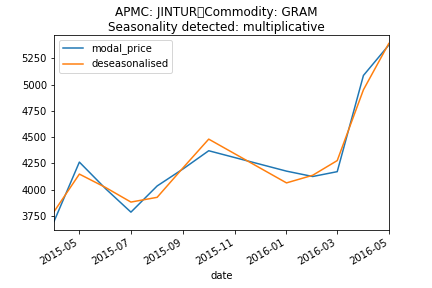 APMC: JINTUR▯Commodity: GRAM
Seasonality detected: multiplicative
modal_price
deseasonalised
5250
5000
4750
4500
4250
4000
3750
2015-05
2015-07
2015-09
2015-11
2016-01
2016-03
2016-05
date